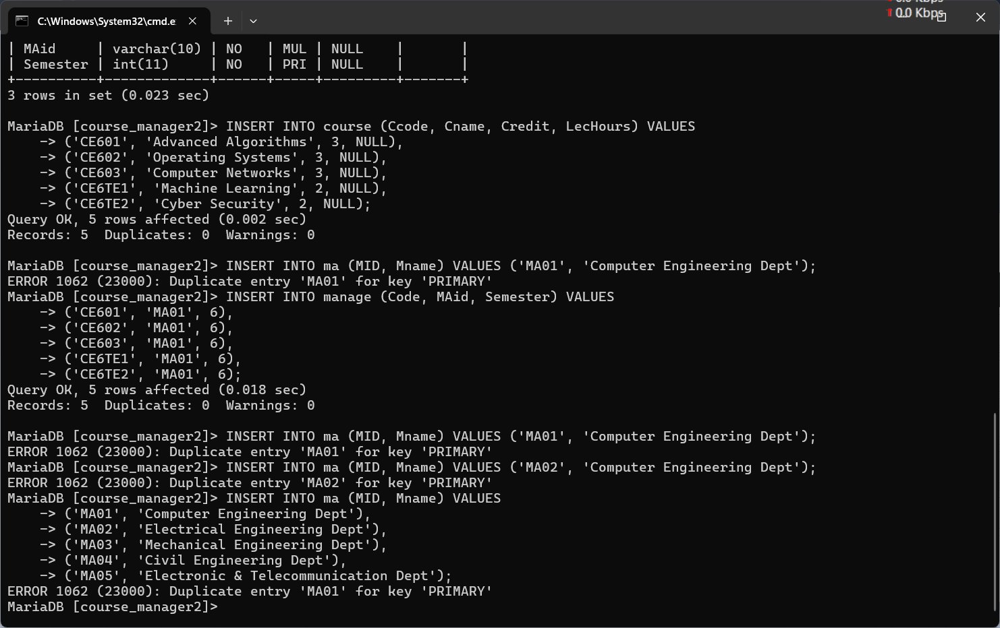 0.0 Kbps
C:\Windows\System32\cmd.e
0.0 Kbps
| MAid     | varchar(10) | NO   | MUL | NULL    |       |
| Semester | int(11)     | NO   | PRI | NULL    |       |
+----------+-------------+------+-----+---------+-------+
3 rows in set (0.023 sec)

MariaDB [course_manager2]> INSERT INTO course (Ccode, Cname, Credit, LecHours) VALUES
    -> ('CE601', 'Advanced Algorithms', 3, NULL),
    -> ('CE602', 'Operating Systems', 3, NULL),
    -> ('CE603', 'Computer Networks', 3, NULL),
    -> ('CE6TE1', 'Machine Learning', 2, NULL),
    -> ('CE6TE2', 'Cyber Security', 2, NULL);
Query OK, 5 rows affected (0.002 sec)
Records: 5  Duplicates: 0  Warnings: 0

MariaDB [course_manager2]> INSERT INTO ma (MID, Mname) VALUES ('MA01', 'Computer Engineering Dept');
ERROR 1062 (23000): Duplicate entry 'MA01' for key 'PRIMARY'
MariaDB [course_manager2]> INSERT INTO manage (Code, MAid, Semester) VALUES
    -> ('CE601', 'MA01', 6),
    -> ('CE602', 'MA01', 6),
    -> ('CE603', 'MA01', 6),
    -> ('CE6TE1', 'MA01', 6),
    -> ('CE6TE2', 'MA01', 6);
Query OK, 5 rows affected (0.018 sec)
Records: 5  Duplicates: 0  Warnings: 0

MariaDB [course_manager2]> INSERT INTO ma (MID, Mname) VALUES ('MA01', 'Computer Engineering Dept');
ERROR 1062 (23000): Duplicate entry 'MA01' for key 'PRIMARY'
MariaDB [course_manager2]> INSERT INTO ma (MID, Mname) VALUES ('MA02', 'Computer Engineering Dept');
ERROR 1062 (23000): Duplicate entry 'MA02' for key 'PRIMARY'
MariaDB [course_manager2]> INSERT INTO ma (MID, Mname) VALUES
    -> ('MA01', 'Computer Engineering Dept'),
    -> ('MA02', 'Electrical Engineering Dept'),
    -> ('MA03', 'Mechanical Engineering Dept'),
    -> ('MA04', 'Civil Engineering Dept'),
    -> ('MA05', 'Electronic & Telecommunication Dept');
ERROR 1062 (23000): Duplicate entry 'MA01' for key 'PRIMARY'
MariaDB [course_manager2]>